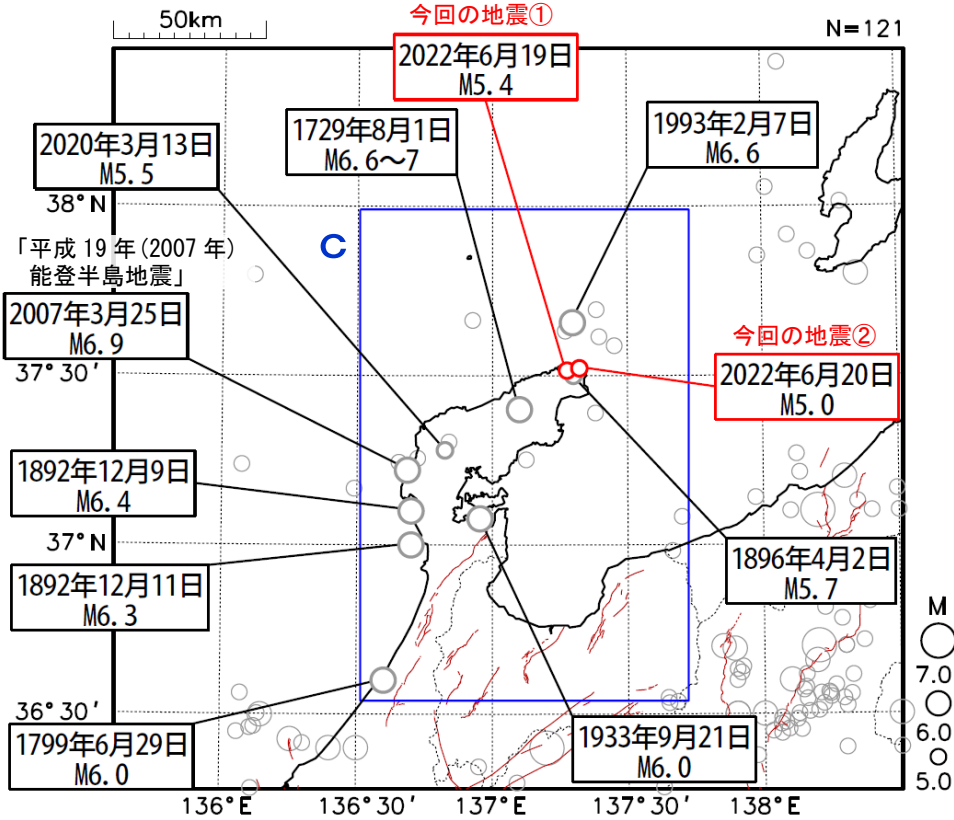 50km
今回の地震①
N=121
2022年6月19日
M5.4
1729年8月1日
M6.6～7
1993年2月7日
M6.6
2020年3月13日
M5.5
38°N
C
「平成19年(2007年)
能登半島地震」
2007年3月25日
M6.9
今回の地震②
37°30′
2022年6月20日
M5.0
1892年12月9日
M6.4
37°N
1896年4月2日
M5.7
1892年12月11日
M6.3
M
7.0
36°30′
6.0
1799年6月29日
M6.0
1933年9月21日
M6.0
5.0
136°E
136°30′
137°E
137°30′
138°E